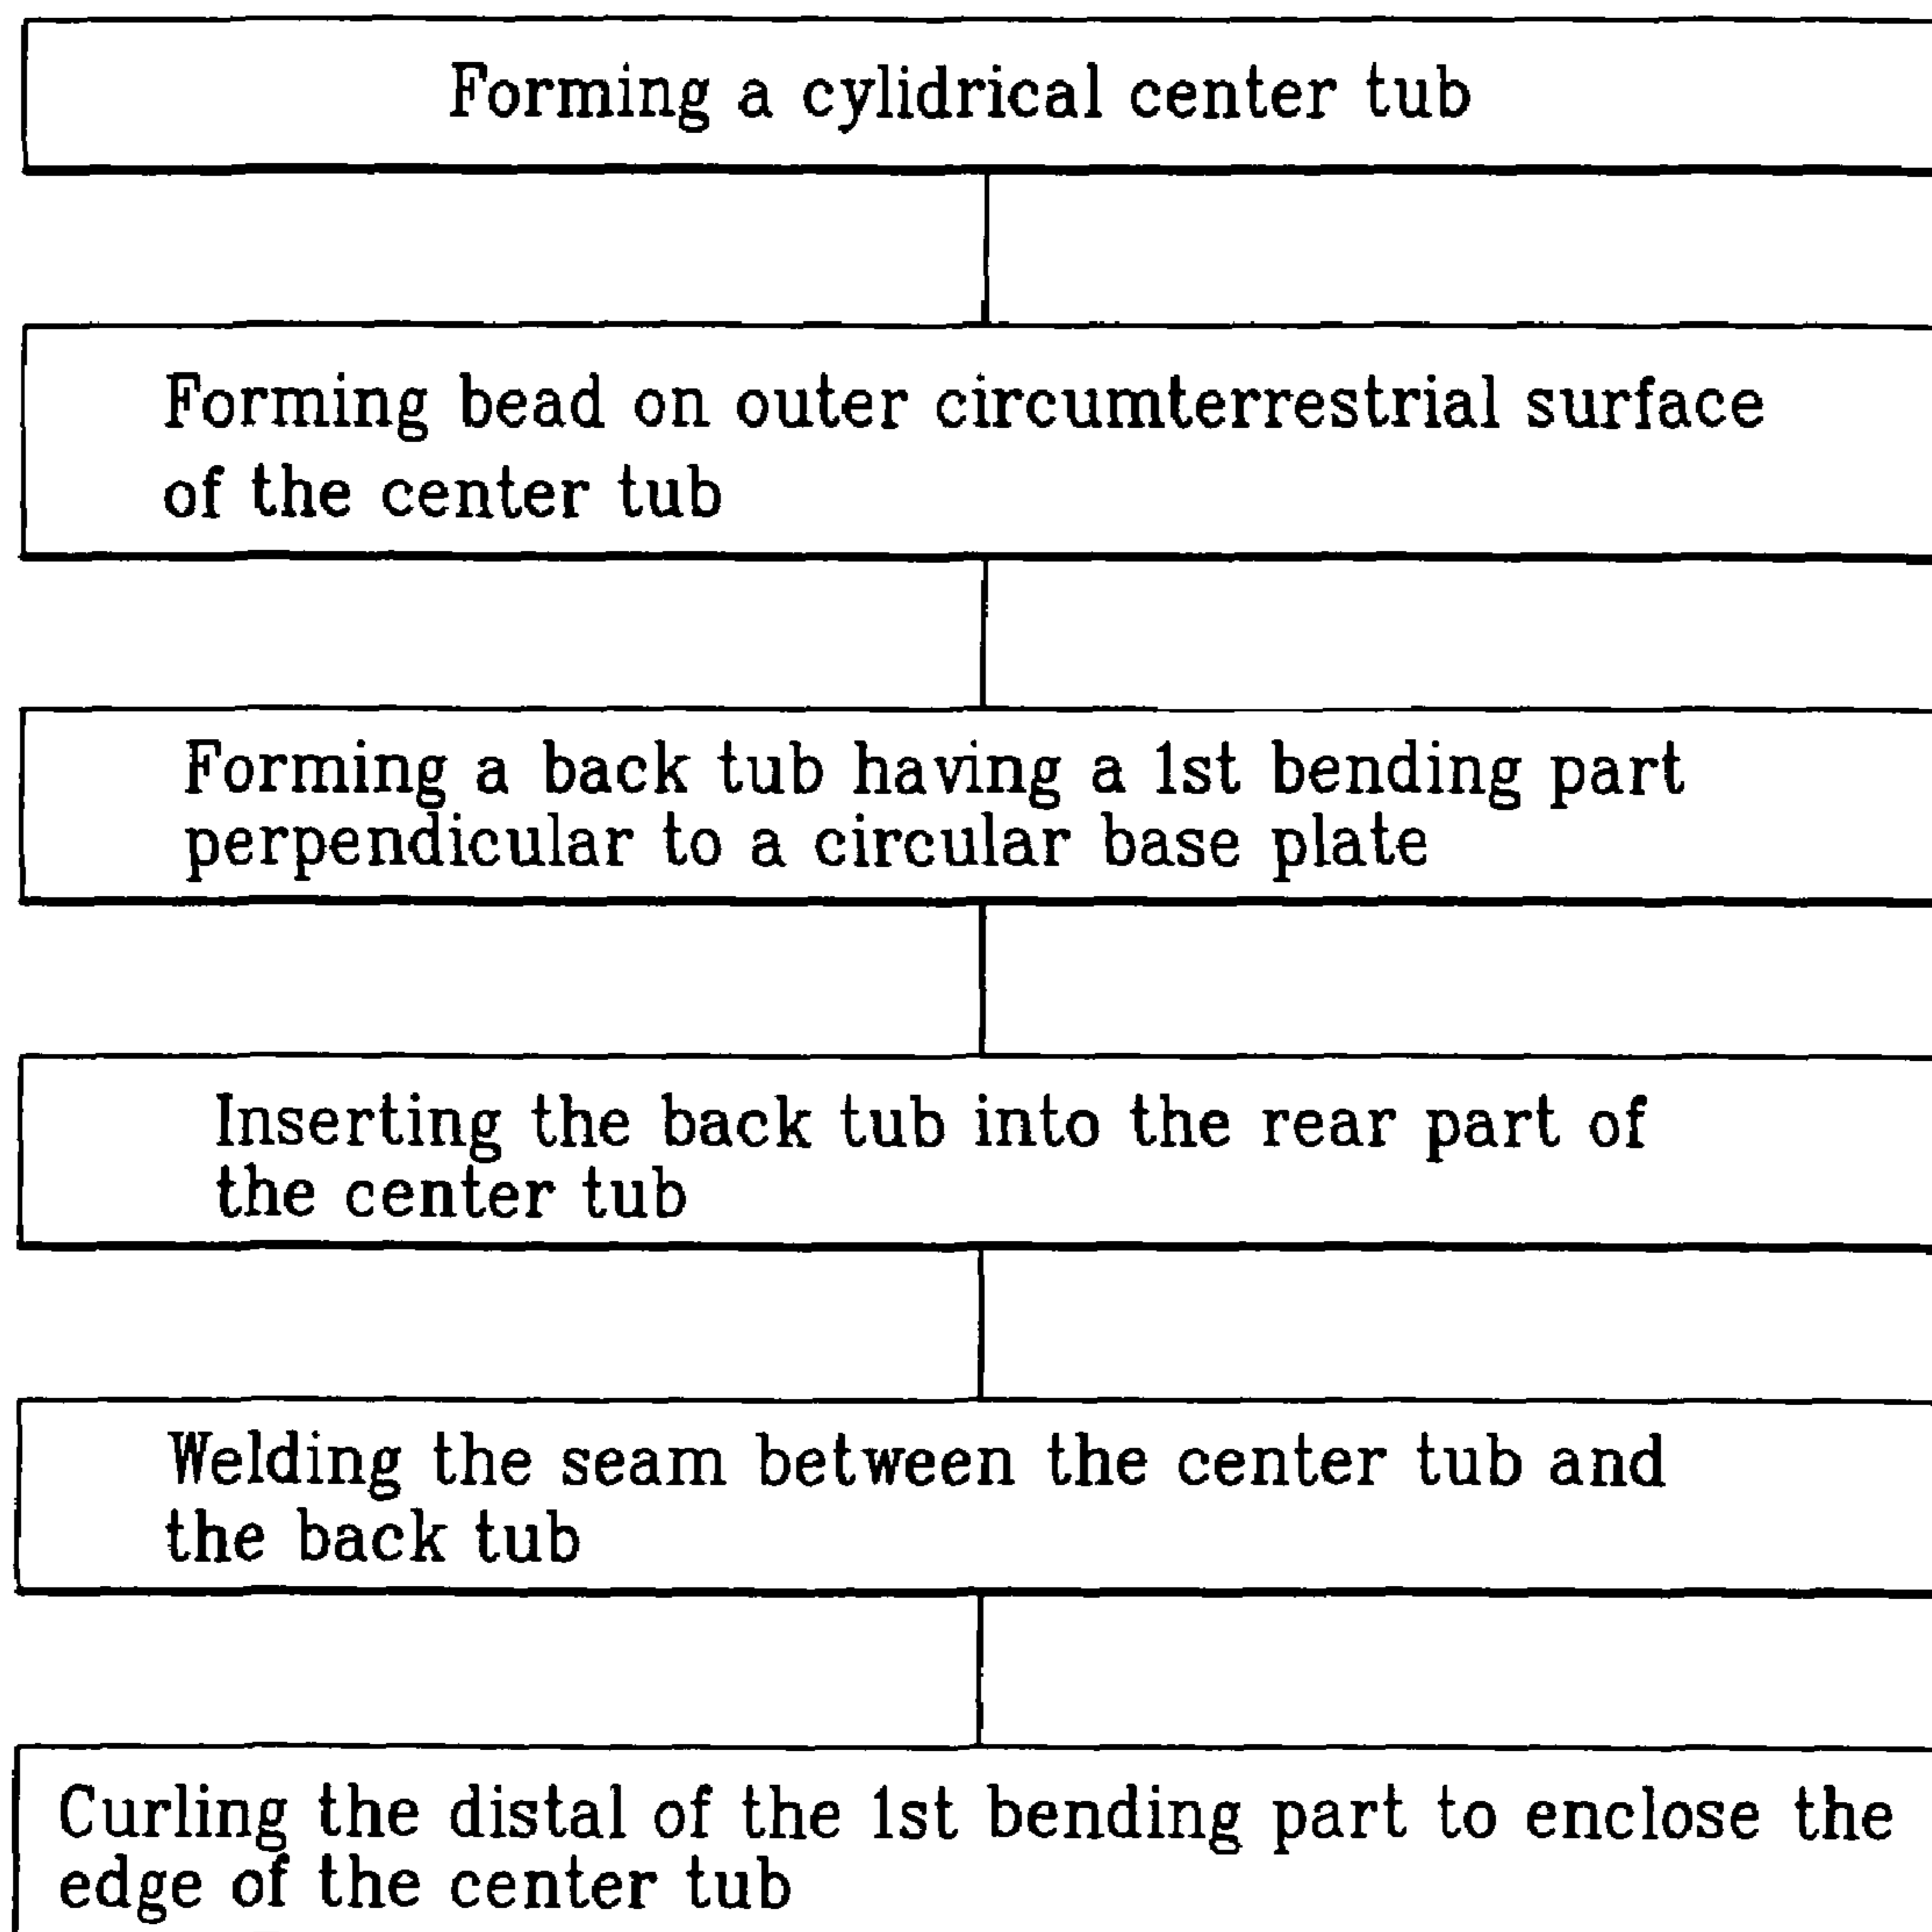 Forming a cylidrical center tub
Forming bead on outer circumterrestrial surface
of the center tub
Forming a back tub having a 1st bending part
perpendicular to a circular base plate
Inserting the back tub into the rear part of
the center tub
Welding the seam between the center tub and
the back tub
Curling the distal of the 1st bending part to enclose the
edge of the center tub